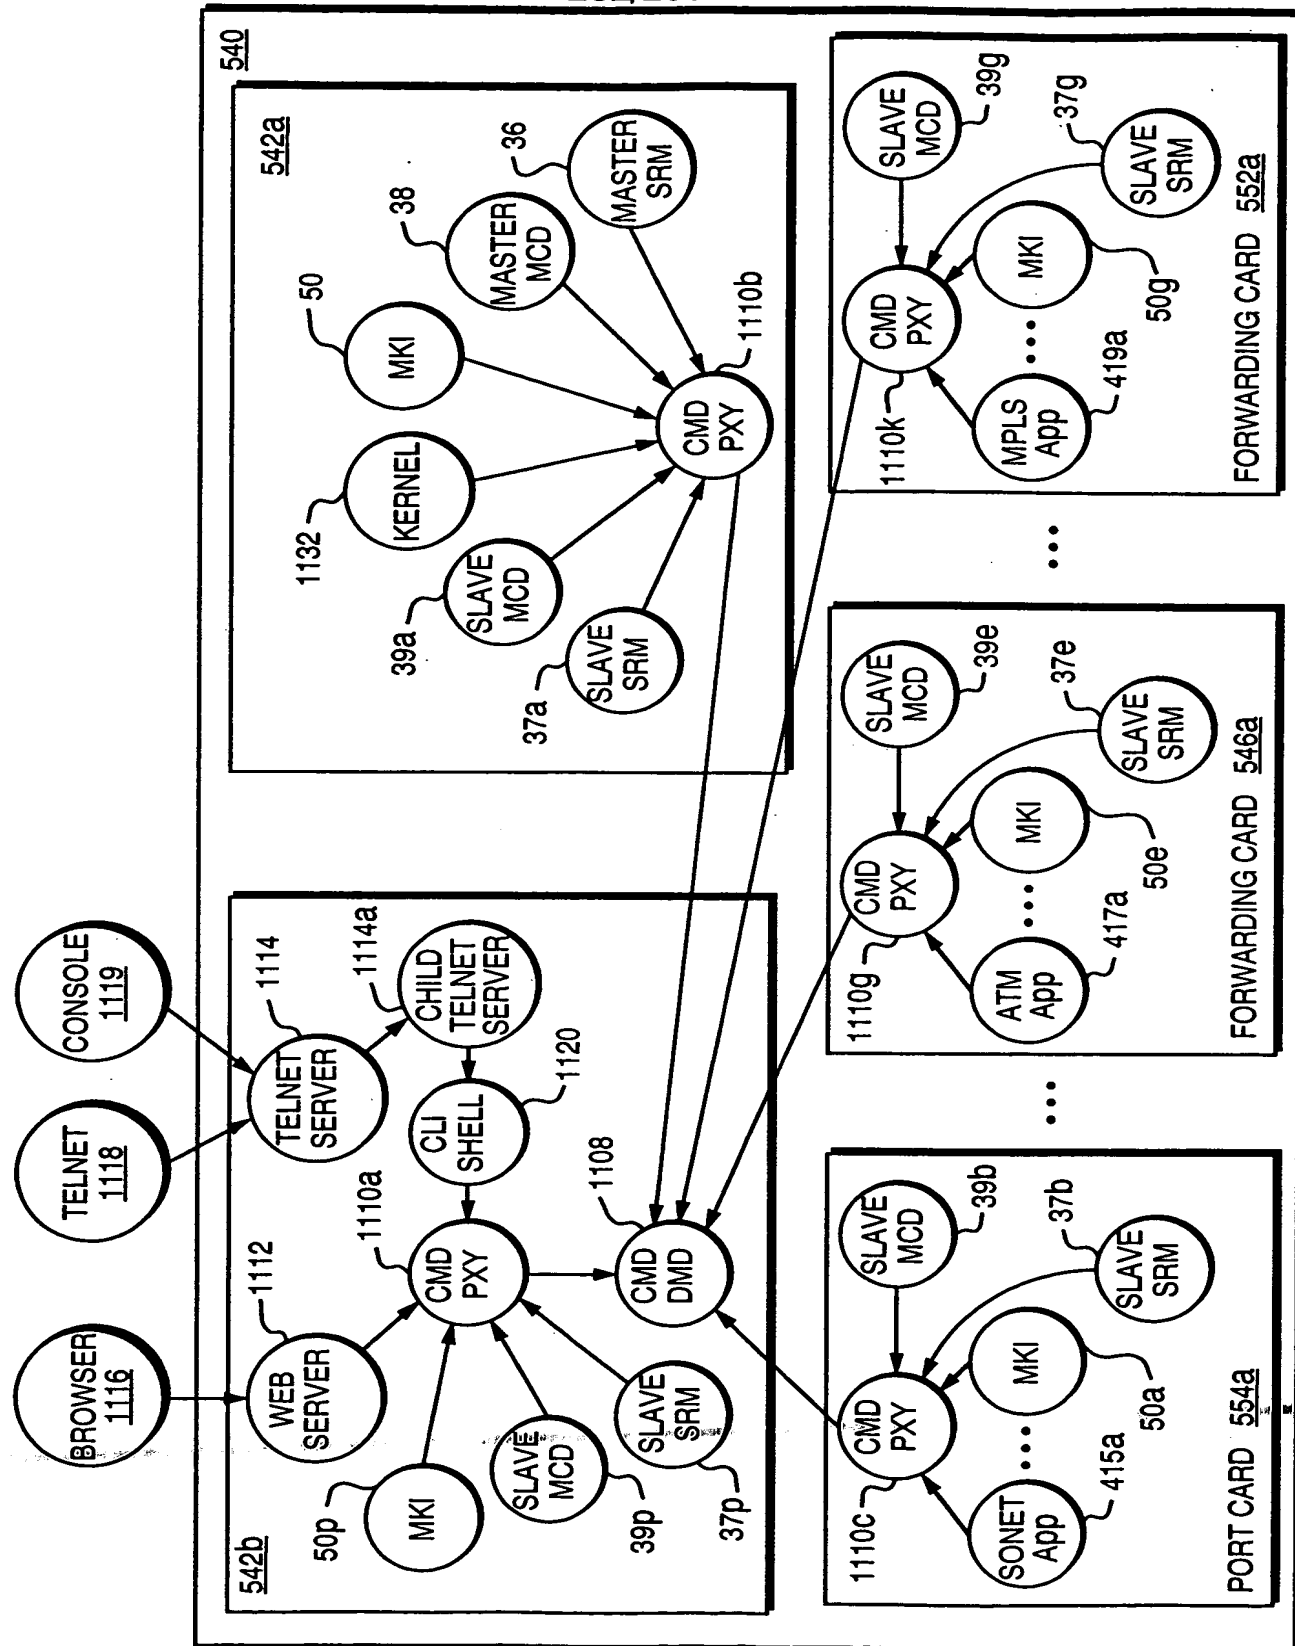 BROWSER
1116
TELNET
1118
CONSOLE
1119
540
542b
WEB
SERVER
1112
TELNET
SERVER
1114
CHILD
TELNET
SERVER
1114a
CLI
SHELL
1120
CMD
PXY
1110a
MKI
50p
SLAVE
MCD
39p
SLAVE
SRM
37p
CMD
DMD
1108
542a
SLAVE
SRM
37a
SLAVE
MCD
39a
KERNEL
1132
MKI
50
MASTER
MCD
38
MASTER
SRM
36
CMD
PXY
1110b
CMD
PXY
1110c
SLAVE
MCD
39b
SONET
App
415a
MKI
50a
SLAVE
SRM
37b
PORT CARD 554a
CMD
PXY
1110g
SLAVE
MCD
39e
ATM
App
417a
MKI
50e
SLAVE
SRM
37e
FORWARDING CARD 546a
CMD
PXY
1110k
SLAVE
MCD
39g
MPLS
App
419a
MKI
50g
SLAVE
SRM
37g
FORWARDING CARD 552a